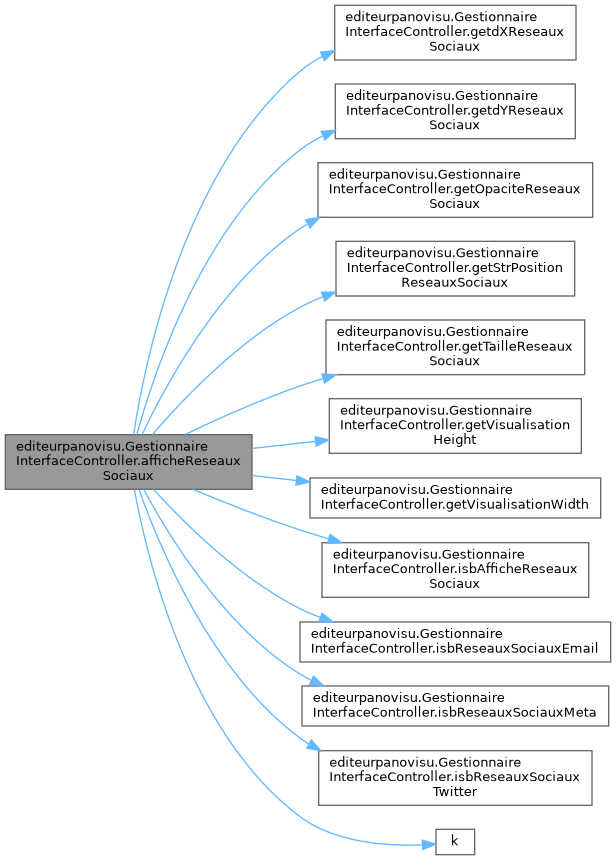 editeurpanovisu.Gestionnaire
InterfaceController.getdXReseaux
Sociaux
editeurpanovisu.Gestionnaire
InterfaceController.getdYReseaux
Sociaux
editeurpanovisu.Gestionnaire
InterfaceController.getOpaciteReseaux
Sociaux
editeurpanovisu.Gestionnaire
InterfaceController.getStrPosition
ReseauxSociaux
editeurpanovisu.Gestionnaire
InterfaceController.getTailleReseaux
Sociaux
editeurpanovisu.Gestionnaire
InterfaceController.getVisualisation
Height
editeurpanovisu.Gestionnaire
InterfaceController.afficheReseaux
Sociaux
editeurpanovisu.Gestionnaire
InterfaceController.getVisualisationWidth
editeurpanovisu.Gestionnaire
InterfaceController.isbAfficheReseaux
Sociaux
editeurpanovisu.Gestionnaire
InterfaceController.isbReseauxSociauxEmail
editeurpanovisu.Gestionnaire
InterfaceController.isbReseauxSociauxMeta
editeurpanovisu.Gestionnaire
InterfaceController.isbReseauxSociaux
Twitter
k